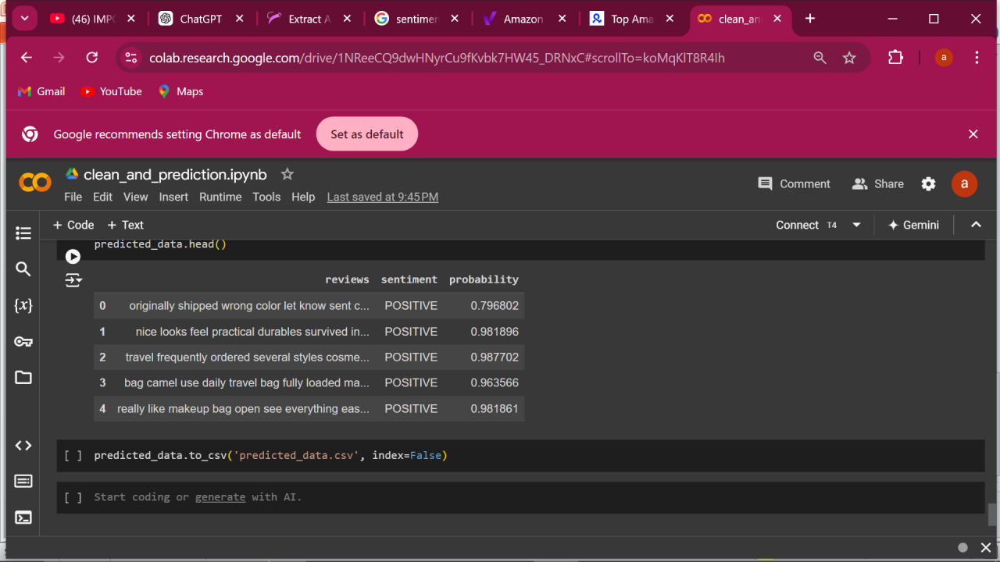 (46) IMPO
ChatGPT
Extract A
sentimen
Amazon
Top Ama
clean_an
colab.research.google.com/drive/1NReeCQ9dwHNyrCu9fKvbk7HW45_DRNxC#scrollTo=koMqKlT8R4Ih
a
Gmail
YouTube
Maps
Google recommends setting Chrome as default
Set as default
clean_and_prediction.ipynb
Comment
Share
a
File Edit View Insert Runtime Tools Help Last saved at 9:45 PM
+ Code + Text
Connect T4
Gemini
predicted_data.head()
reviews sentiment probability
0 originally shipped wrong color let know sent c... POSITIVE 0.796802
1 nice looks feel practical durables survived in... POSITIVE 0.981896
2 travel frequently ordered several styles cosme... POSITIVE 0.987702
3 bag camel use daily travel bag fully loaded ma... POSITIVE 0.963566
4 really like makeup bag open see everything eas... POSITIVE 0.981861
{x}
[ ] predicted_data.to_csv('predicted_data.csv', index=False)
[ ] Start coding or generate with AI.